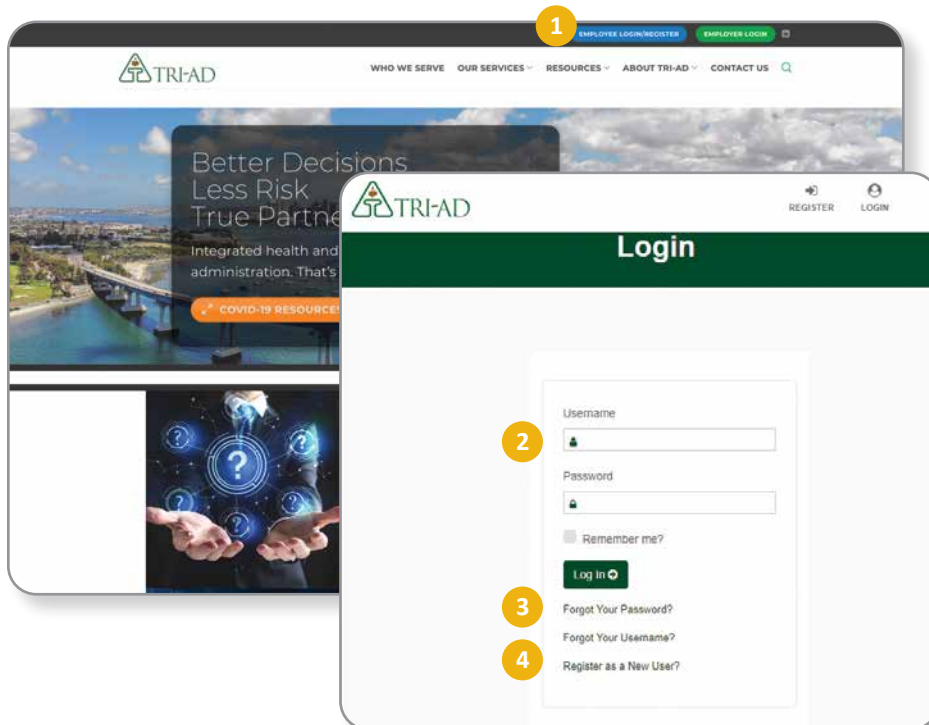 1
EMPLOYEE LOGIN/REGISTER
EMPLOYER LOGIN
TRI-AD
WHO WE SERVE OUR SERVICES RESOURCES ABOUT TRI-AD CONTACT US
Better Decisions
Less Risk
True Partne
Integrated health and
administration. That's
COVID-19 RESOURCES
TRI-AD
REGISTER
LOGIN
Login
Username
2
Password
Remember me?
Log In
3
Forgot Your Password?
Forgot Your Username?
4
Register as a New User?
? ? ? ? ? ?